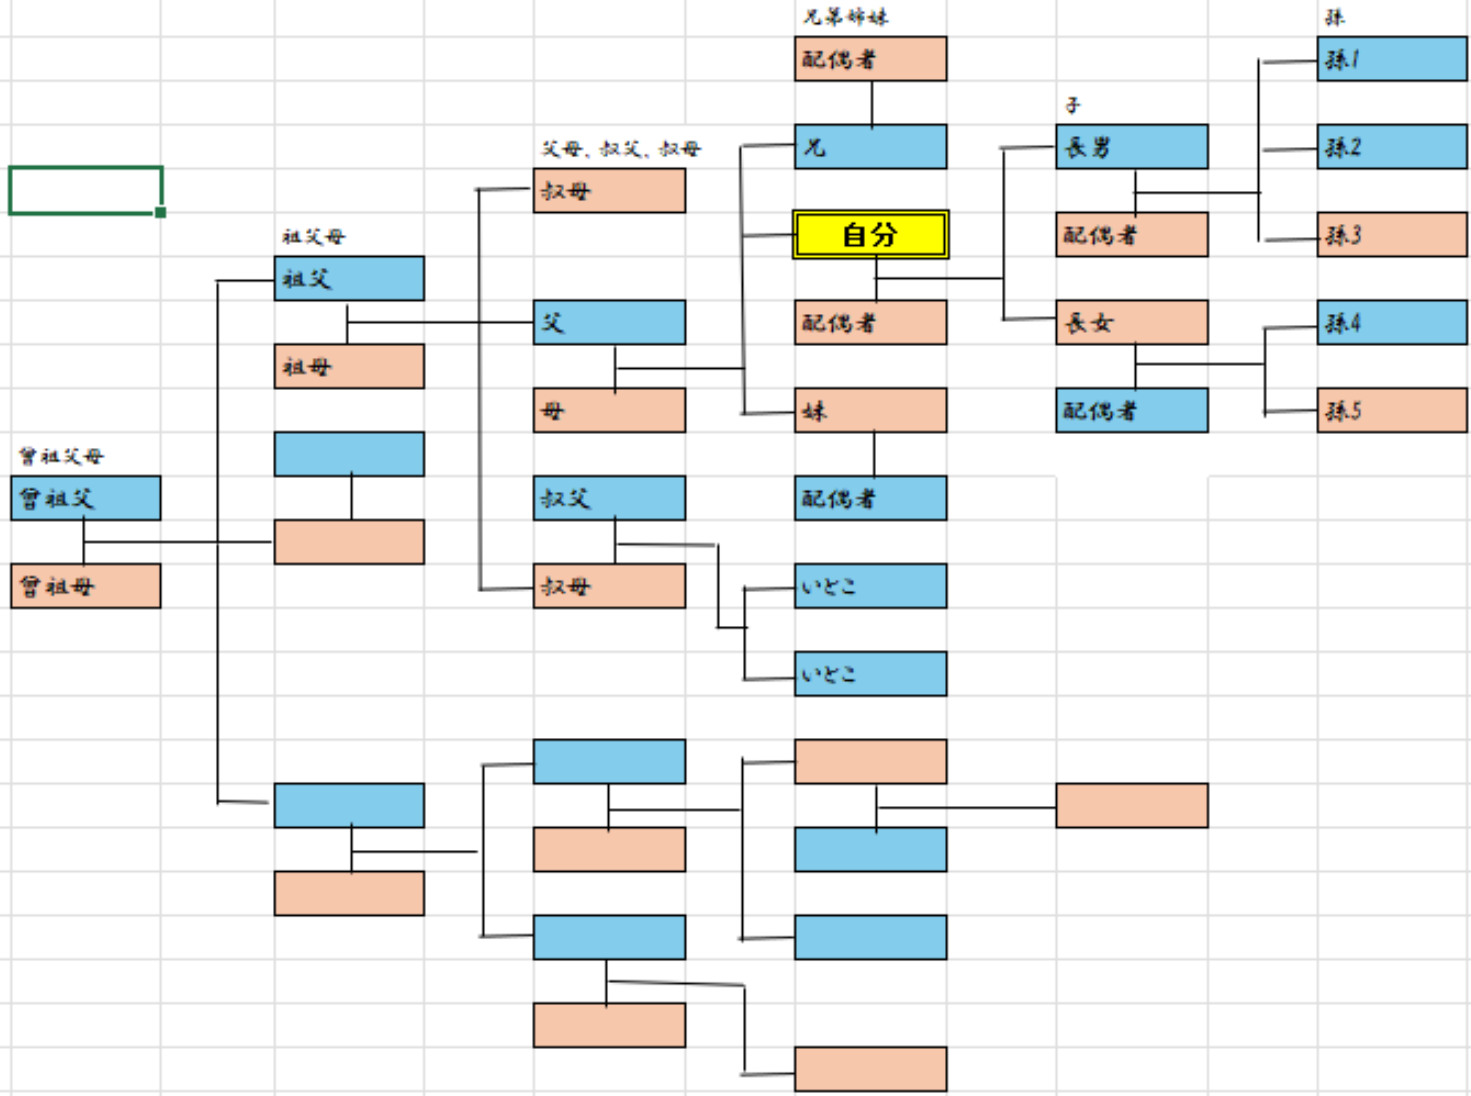 兄弟姉妹
孫
配偶者
孫1
子
父母、叔父、叔母
兄
長男
孫2
叔母
祖父母
自分
配偶者
孫3
祖父
父
配偶者
長女
孫4
祖母
母
妹
配偶者
孫5
曾祖父母
曾祖父
叔父
配偶者
曾祖母
叔母
いとこ
いとこ